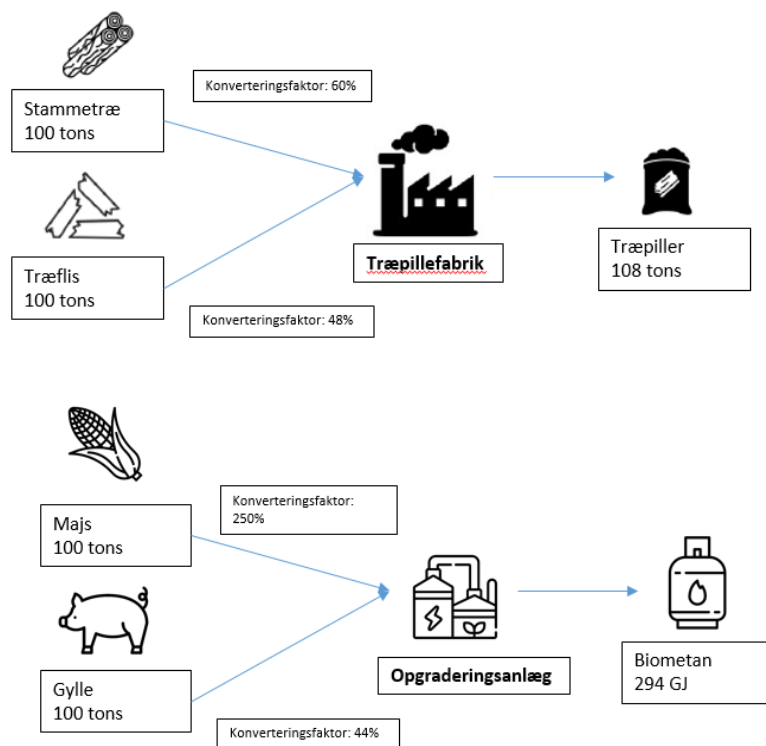 Konverteringsfaktor: 60%
Stammetræ
100 tons
Træpillefabrik
Træpiller
108 tons
Træflis
100 tons
Konverteringsfaktor: 48%
Konverteringsfaktor:
250%
Majs
100 tons
Opgraderingsanlæg
Biometan
294 GJ
Gylle
100 tons
Konverteringsfaktor: 44%